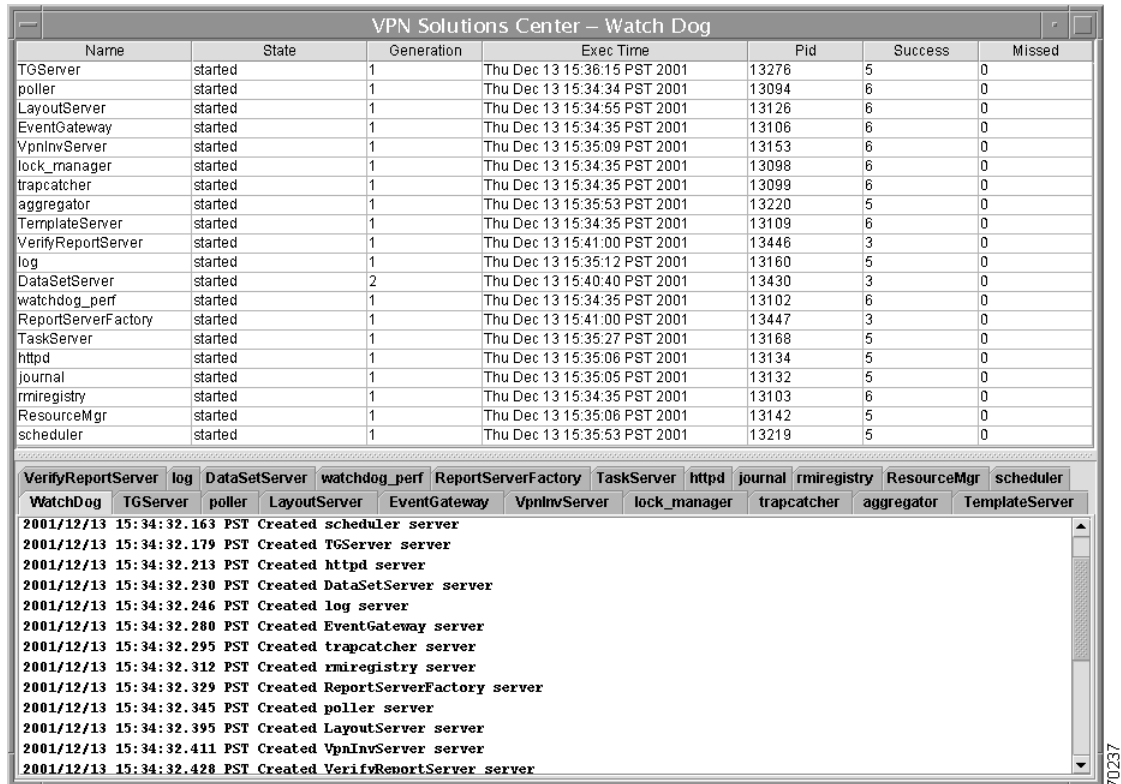 VPN Solutions Center – Watch Dog
Name State Generation Exec Time Pid Success Missed
TGServer started 1 Thu Dec 13 15:36:15 PST 2001 13276 5 0
poller started 1 Thu Dec 13 15:34:34 PST 2001 13094 6 0
LayoutServer started 1 Thu Dec 13 15:34:55 PST 2001 13126 6 0
EventGateway started 1 Thu Dec 13 15:34:35 PST 2001 13106 6 0
VpnInvServer started 1 Thu Dec 13 15:35:09 PST 2001 13153 6 0
lock_manager started 1 Thu Dec 13 15:34:35 PST 2001 13098 6 0
trapcatcher started 1 Thu Dec 13 15:34:35 PST 2001 13099 6 0
aggregator started 1 Thu Dec 13 15:35:53 PST 2001 13220 5 0
TemplateServer started 1 Thu Dec 13 15:34:35 PST 2001 13109 6 0
VerifyReportServer started 1 Thu Dec 13 15:41:00 PST 2001 13446 3 0
log started 1 Thu Dec 13 15:35:12 PST 2001 13160 5 0
DataSetServer started 2 Thu Dec 13 15:40:40 PST 2001 13430 3 0
watchdog_perf started 1 Thu Dec 13 15:34:35 PST 2001 13102 6 0
ReportServerFactory started 1 Thu Dec 13 15:41:00 PST 2001 13447 3 0
TaskServer started 1 Thu Dec 13 15:35:27 PST 2001 13168 5 0
httpd started 1 Thu Dec 13 15:35:06 PST 2001 13134 5 0
journal started 1 Thu Dec 13 15:35:05 PST 2001 13132 5 0
rmiregistry started 1 Thu Dec 13 15:34:35 PST 2001 13103 6 0
ResourceMgr started 1 Thu Dec 13 15:35:06 PST 2001 13142 5 0
scheduler started 1 Thu Dec 13 15:35:53 PST 2001 13219 5 0
VerifyReportServer log DataSetServer watchdog_perf ReportServerFactory TaskServer httpd journal rmiregistry ResourceMgr scheduler
WatchDog TGServer poller LayoutServer EventGateway VpnInvServer lock_manager trapcatcher aggregator TemplateServer
2001/12/13 15:34:32.163 PST Created scheduler server
2001/12/13 15:34:32.179 PST Created TGServer server
2001/12/13 15:34:32.213 PST Created httpd server
2001/12/13 15:34:32.230 PST Created DataSetServer server
2001/12/13 15:34:32.246 PST Created log server
2001/12/13 15:34:32.280 PST Created EventGateway server
2001/12/13 15:34:32.295 PST Created trapcatcher server
2001/12/13 15:34:32.312 PST Created rmiregistry server
2001/12/13 15:34:32.329 PST Created ReportServerFactory server
2001/12/13 15:34:32.345 PST Created poller server
2001/12/13 15:34:32.395 PST Created LayoutServer server
2001/12/13 15:34:32.411 PST Created VpnInvServer server
2001/12/13 15:34:32.428 PST Created VerifyReportServer server
70237